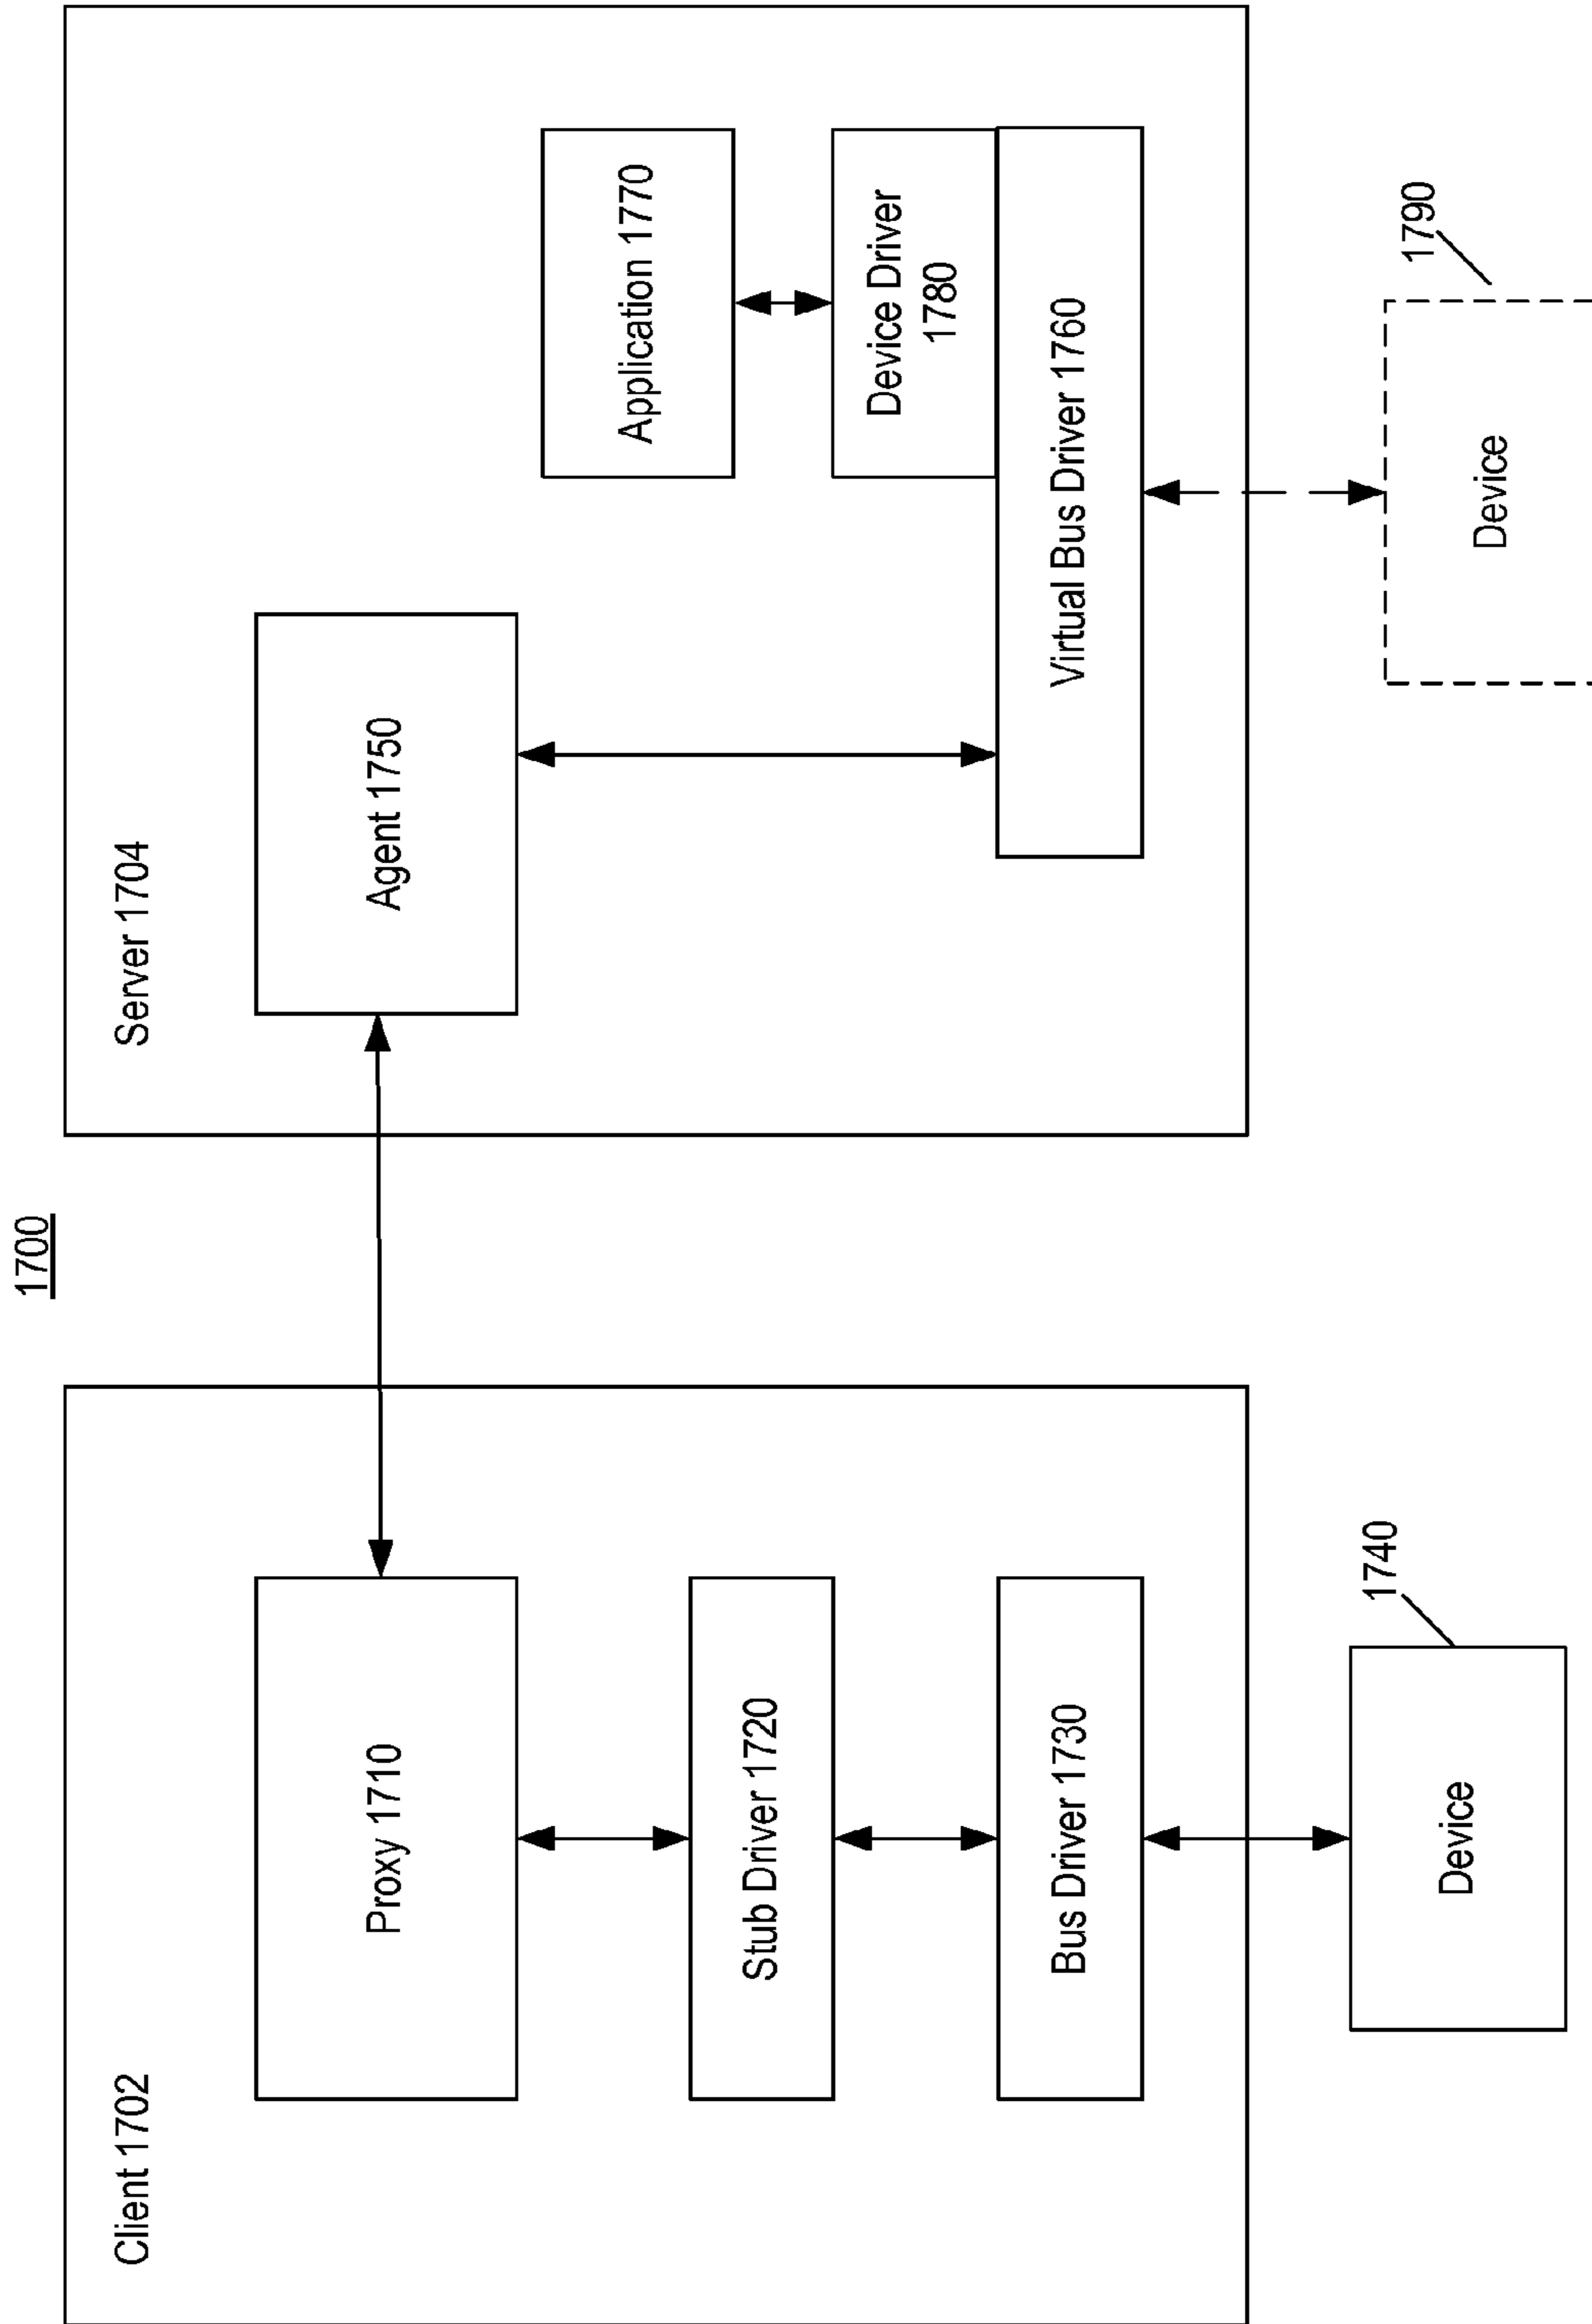 1700
Client 1702
Proxy 1710
Stub Driver 1720
Bus Driver 1730
Device
1740
Server 1704
Agent 1750
Application 1770
Device Driver
1780
Virtual Bus Driver 1760
Device
1790